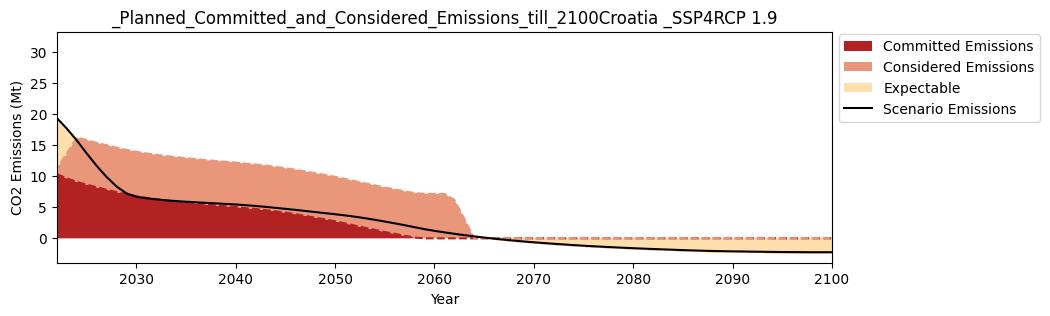 _Planned_Committed_and_Considered_Emissions_till_2100Croatia _SSP4RCP 1.9
30
25
20
15
10
5
0
CO2 Emissions (Mt)
2030 2040 2050 2060 2070 2080 2090 2100
Year
Committed Emissions
Considered Emissions
Expectable
Scenario Emissions